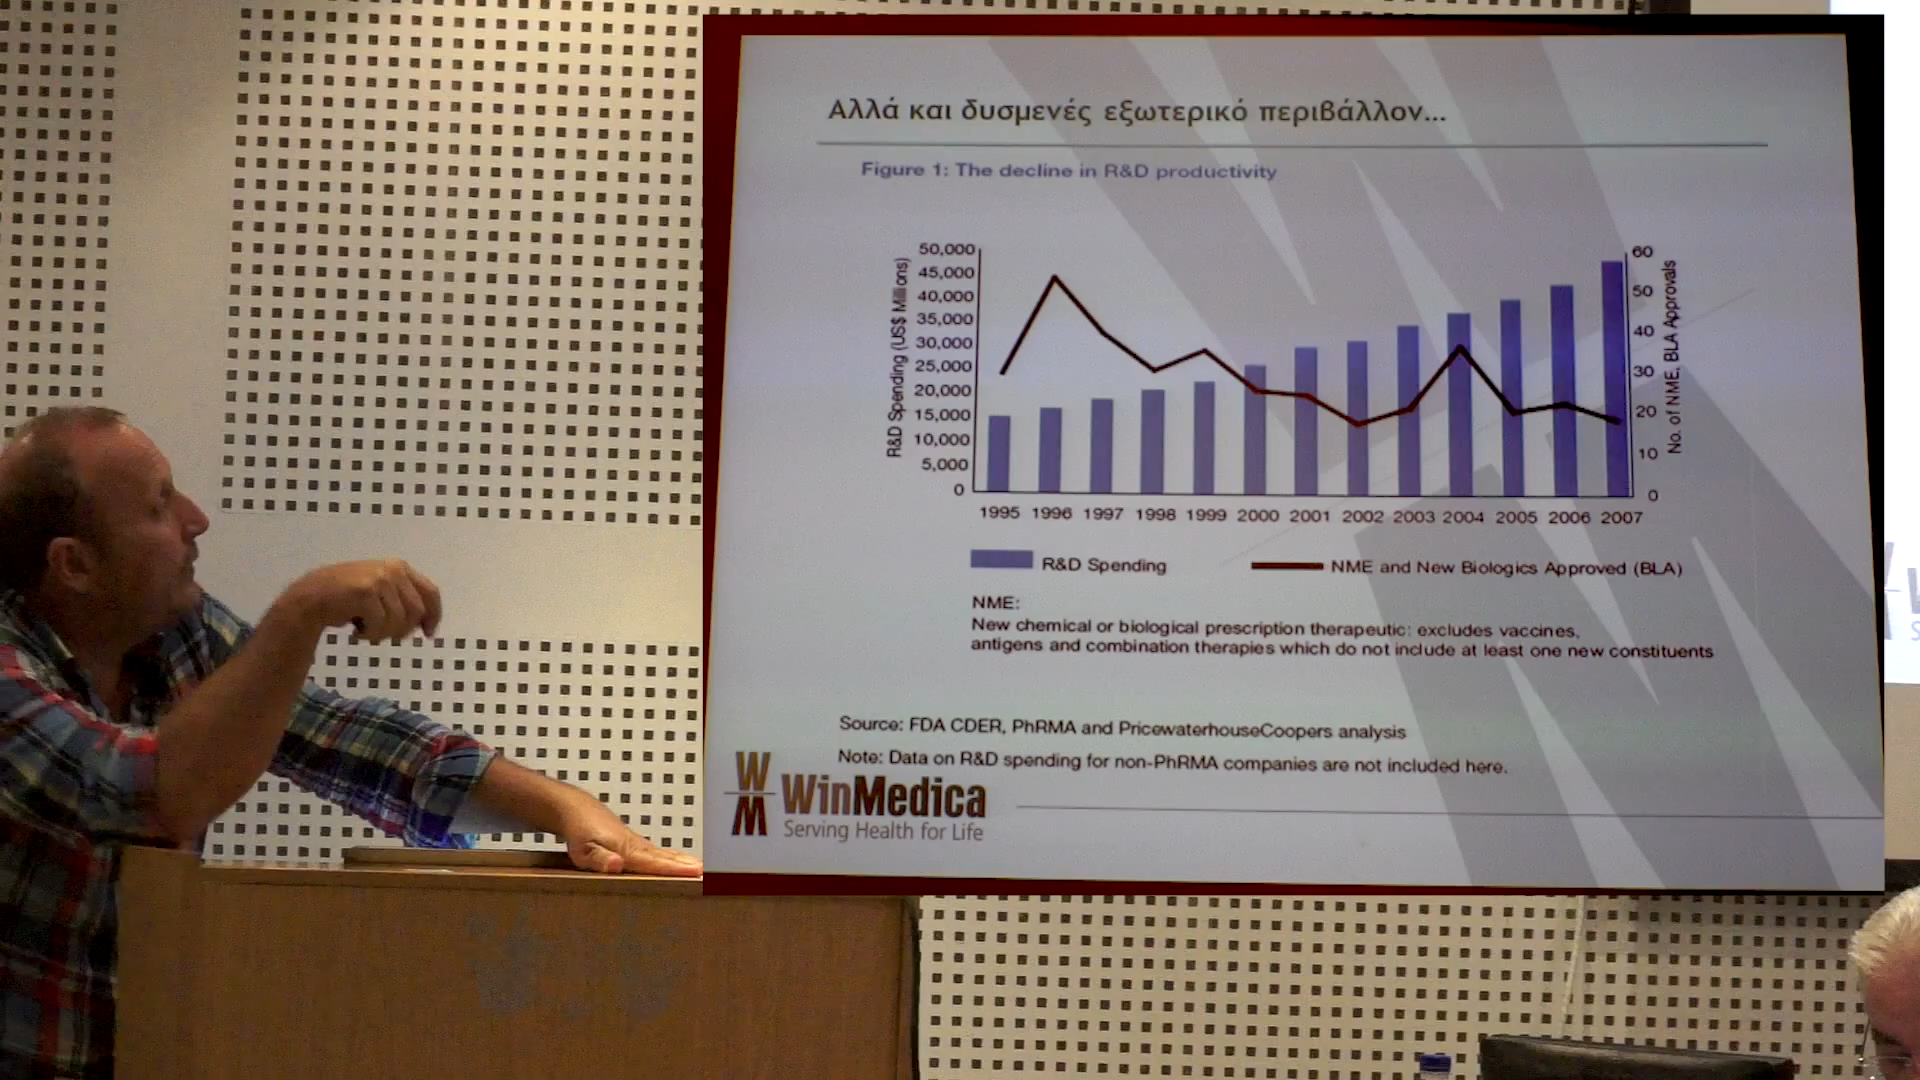 Αλλά και δυσμενές εξωτερικό περιβάλλον...
Figure 1: The decline in R&D productivity
R&D Spending (US$ Millions)
50,000
45,000
40,000
35,000
30,000
25,000
20,000
15,000
10,000
5,000
0
60
50
40
30
20
10
0
No. of NME, BLA Approvals
1995 1996 1997 1998 1999 2000 2001 2002 2003 2004 2005 2006 2007
R&D Spending
NME and New Biologics Approved (BLA)
NME:
New chemical or biological prescription therapeutic: excludes vaccines,
antigens and combination therapies which do not include at least one new constituents
Source: FDA CDER, PhRMA and PricewaterhouseCoopers analysis
Note: Data on R&D spending for non-PhRMA companies are not included here.
WM
WinMedica
Serving Health for Life